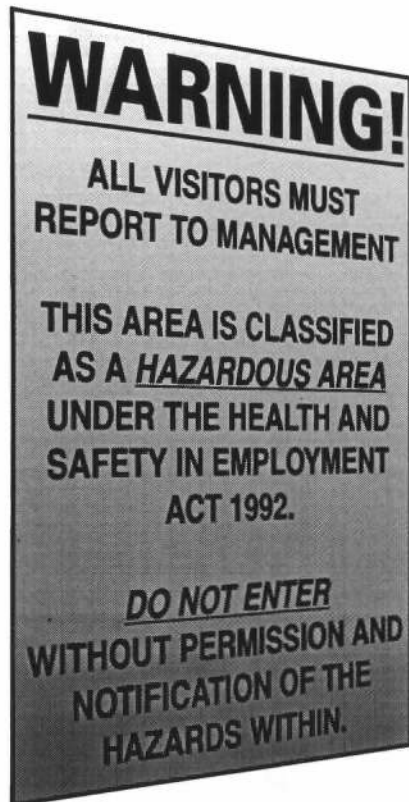 WARNING!
ALL VISITORS MUST
REPORT TO MANAGEMENT
THIS AREA IS CLASSIFIED
AS A HAZARDOUS AREA
UNDER THE HEALTH AND
SAFETY IN EMPLOYMENT
ACT 1992.
DO NOT ENTER
WITHOUT PERMISSION AND
NOTIFICATION OF THE
HAZARDS WITHIN.